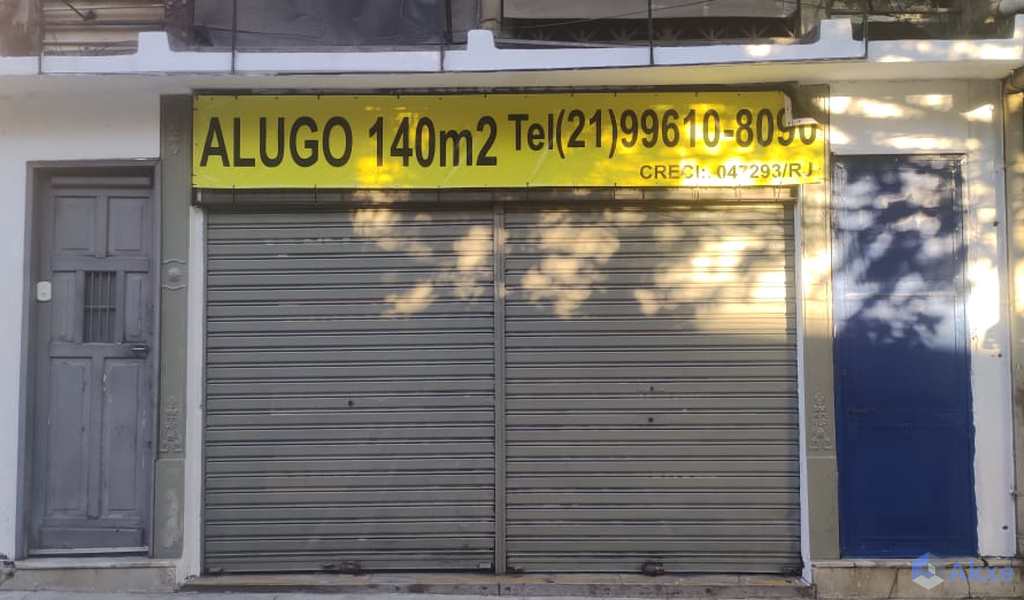 ALUGO 140m2 Tel(21)99610-8090
CRECI:. 047293/RJ